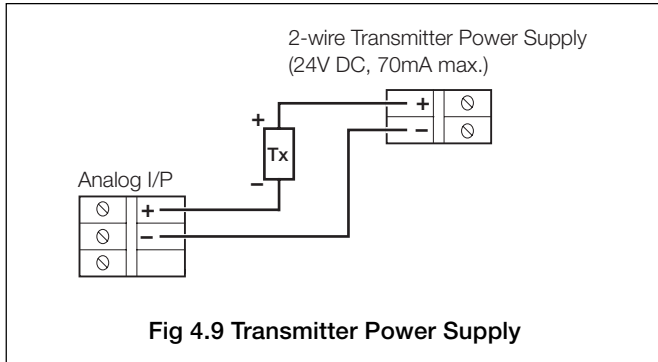 2-wire Transmitter Power Supply
(24V DC, 70mA max.)
+
–
+
Tx
–
Analog I/P
+
–
Fig 4.9 Transmitter Power Supply